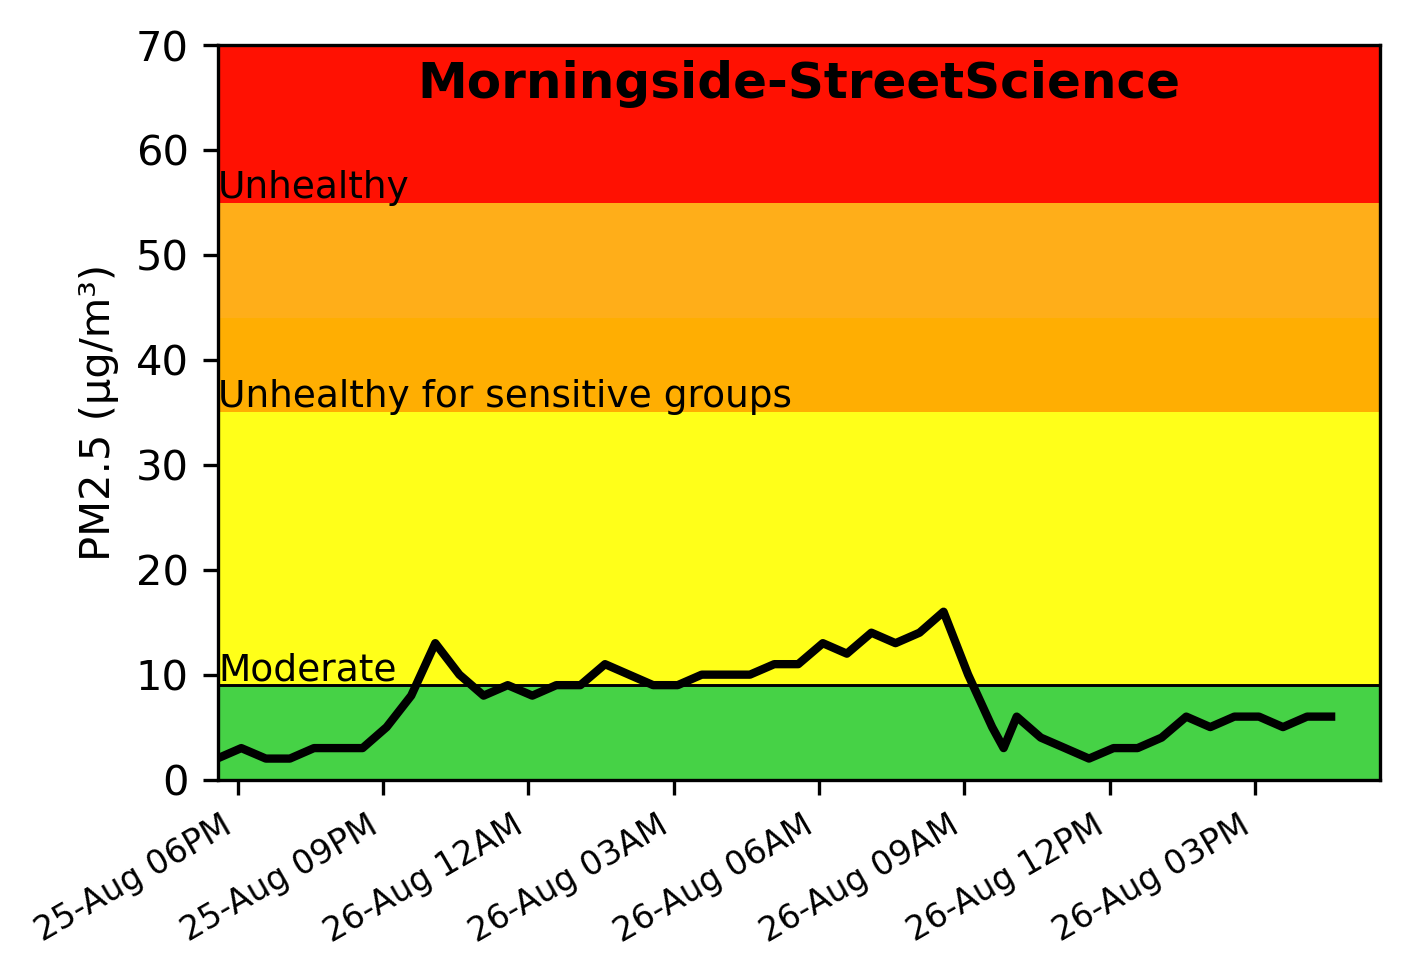 Morningside-StreetScience
70
60
Unhealthy
50
40
Unhealthy for sensitive groups
30
20
10
Moderate
0
PM2.5 (µg/m³)
25-Aug 06PM
25-Aug 09PM
26-Aug 12AM
26-Aug 03AM
26-Aug 06AM
26-Aug 09AM
26-Aug 12PM
26-Aug 03PM